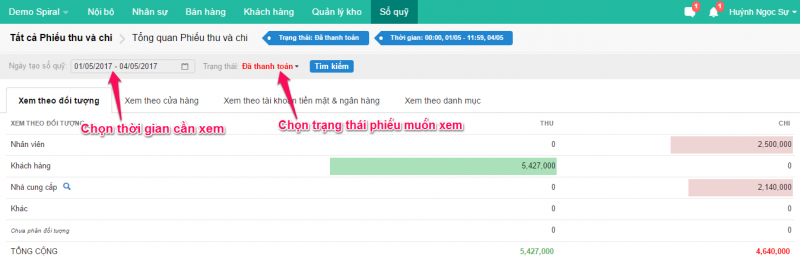 Demo Spiral Nội bộ Nhân sự Bán hàng Khách hàng Quản lý kho Sổ quỹ 1 1 Huỳnh Ngọc Sự
Tất cả Phiếu thu và chi Tổng quan Phiếu thu và chi Trạng thái: Đã thanh toán Thời gian: 00:00, 01/05 - 11:59, 04/05
Ngày tạo sổ quỹ: 01/05/2017 - 04/05/2017 Trạng thái: Đã thanh toán Tìm kiếm
Xem theo đối tượng Xem theo cửa hàng Xem theo tài khoản tiền mặt & ngân hàng Xem theo danh mục
Chọn thời gian cần xem Chọn trạng thái phiếu muốn xem
XEM THEO ĐỐI TƯỢNG THU CHI
Nhân viên 0 2,500,000
Khách hàng 5,427,000 0
Nhà cung cấp 0 2,140,000
Khác 0 0
Chưa phân đối tượng 0 0
TỔNG CỘNG 5,427,000 4,640,000